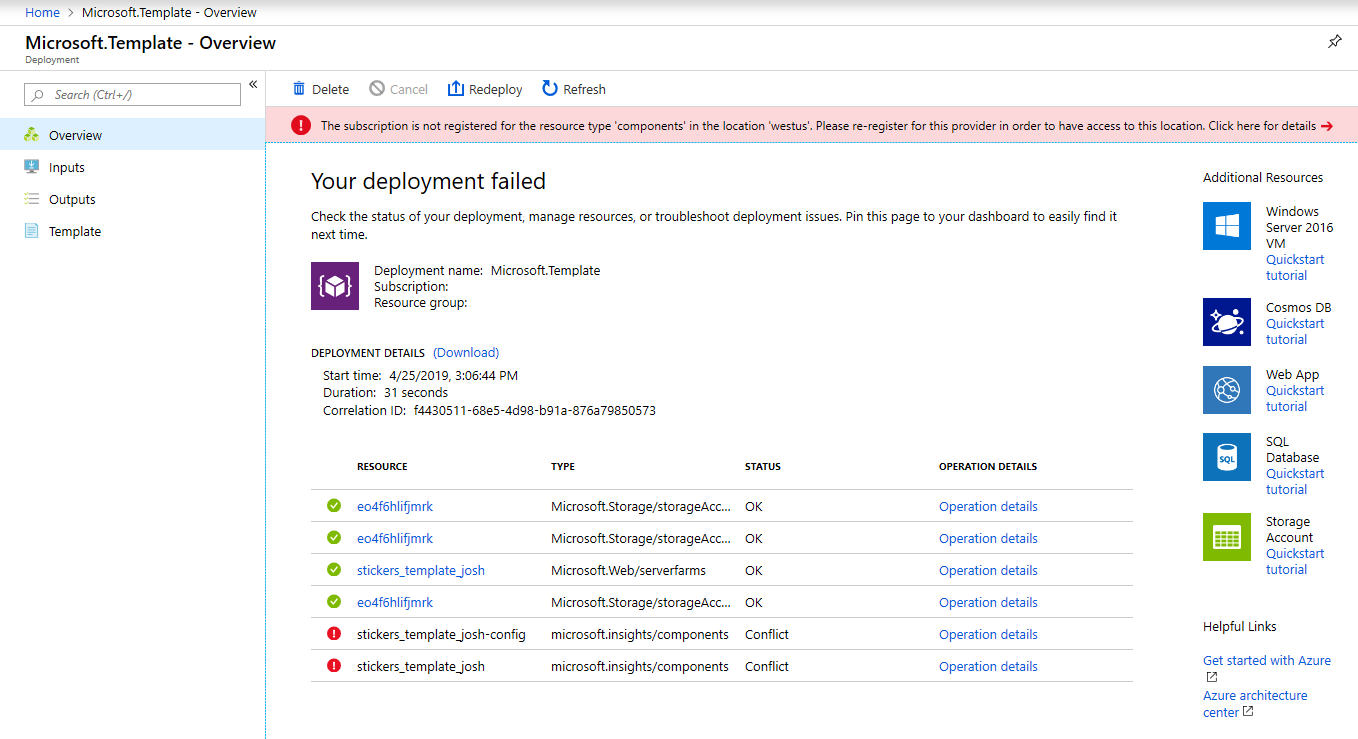 Home > Microsoft.Template - Overview
Microsoft.Template - Overview
Deployment
Search (Ctrl+/)
«
Overview
Inputs
Outputs
Template
Delete Cancel Redeploy Refresh
! The subscription is not registered for the resource type 'components' in the location 'westus'. Please re-register for this provider in order to have access to this location. Click here for details →
Your deployment failed
Check the status of your deployment, manage resources, or troubleshoot deployment issues. Pin this page to your dashboard to easily find it
next time.
Deployment name: Microsoft.Template
Subscription:
Resource group:
DEPLOYMENT DETAILS (Download)
Start time: 4/25/2019, 3:06:44 PM
Duration: 31 seconds
Correlation ID: f4430511-68e5-4d98-b91a-876a79850573
RESOURCE TYPE STATUS OPERATION DETAILS
eo4f6hlifjmrk Microsoft.Storage/storageAcc... OK Operation details
eo4f6hlifjmrk Microsoft.Storage/storageAcc... OK Operation details
stickers_template_josh Microsoft.Web/serverfarms OK Operation details
eo4f6hlifjmrk Microsoft.Storage/storageAcc... OK Operation details
! stickers_template_josh-config microsoft.insights/components Conflict Operation details
! stickers_template_josh microsoft.insights/components Conflict Operation details
Additional Resources
Windows
Server 2016
VM
Quickstart
tutorial
Cosmos DB
Quickstart
tutorial
Web App
Quickstart
tutorial
SQL
SQL
Database
Quickstart
tutorial
Storage
Account
Quickstart
tutorial
Helpful Links
Get started with Azure
Azure architecture
center